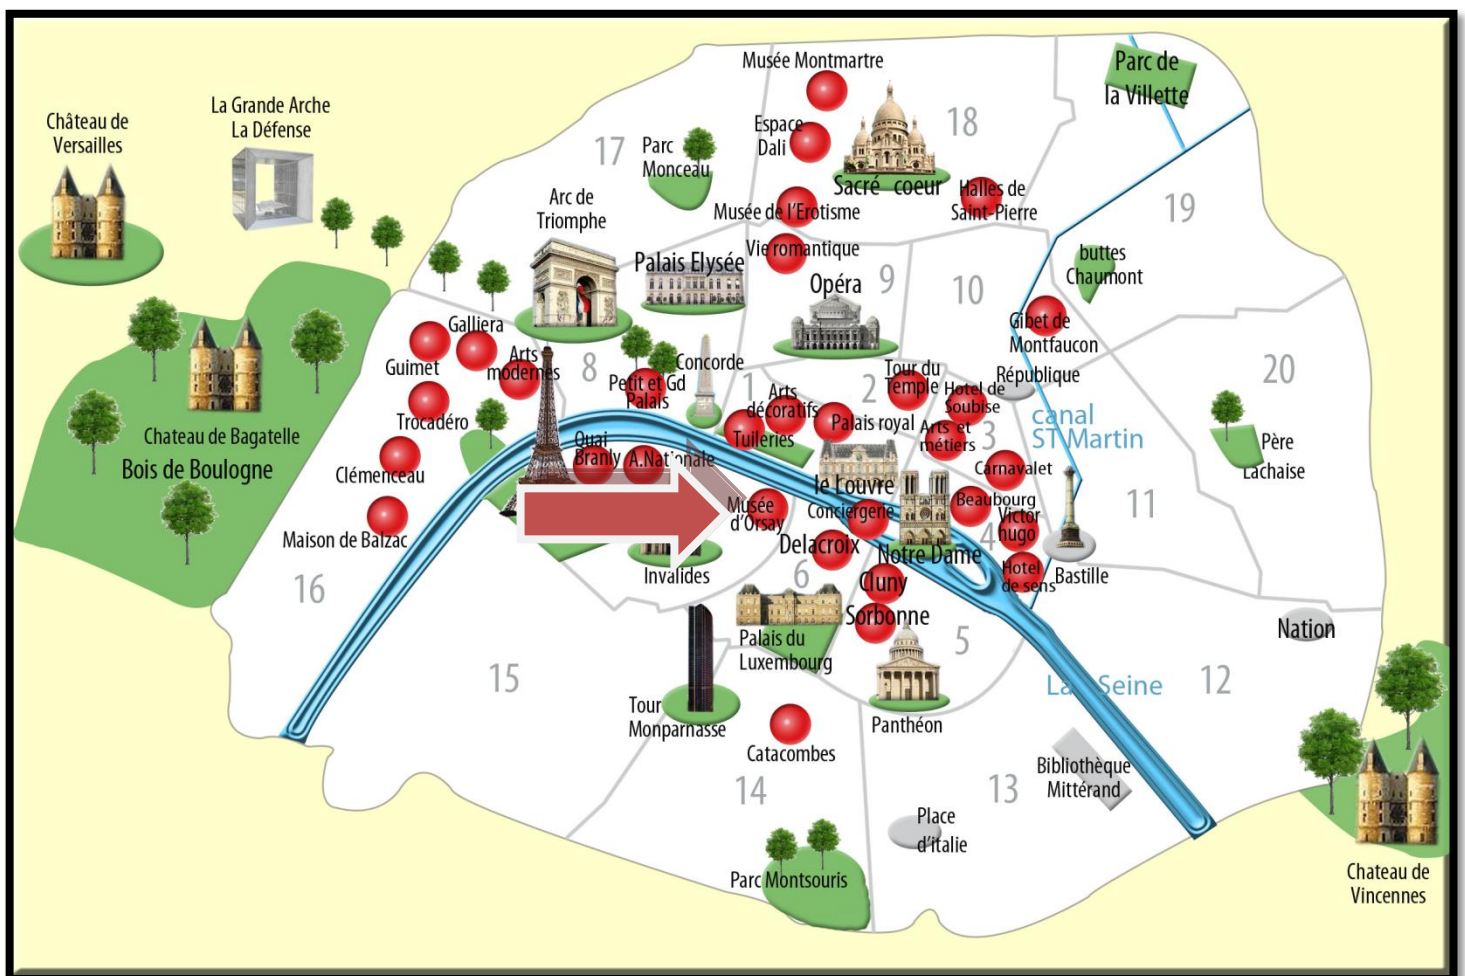 Musée Montmartre
Parc de
la Villette
La Grande Arche
La Défense
Château de
Versailles
Espace
Dali
18
17
Parc
Monceau
Sacré coeur
Halles de
Saint-Pierre
19
Arc de
Triomphe
Musée de l'Erotisme
Vie romantique
Palais Elysée
Opéra
9
10
buttes
Chaumont
Galliera
Guimet
Arts
modernes
8
Concorde
Petit et Gd
Palais
1
Arts
décoratifs
2
Tour du
Temple
Gibet de
Montfaucon
République
Hotel de
Soubise
20
Trocadéro
Tuileries
Palais royal
Arts et
métiers
3
canal
ST Martin
Père
Lachaise
Chateau de Bagatelle
Bois de Boulogne
Clémenceau
Quai
Branly
A.Nationale
le Louvre
Carnavalet
11
Maison de Balzac
Musée
d'Orsay
Conciergerie
Beaubourg
Victor
hugo
4
Delacroix
Notre Dame
Invalides
6
Cluny
Hotel
de sens
Bastille
16
Sorbonne
Palais du
Luxembourg
5
Nation
15
La Seine
12
Tour
Monparnasse
Panthéon
Catacombes
14
13
Bibliothèque
Mittérand
Place
d'italie
Parc Montsouris
Chateau de
Vincennes